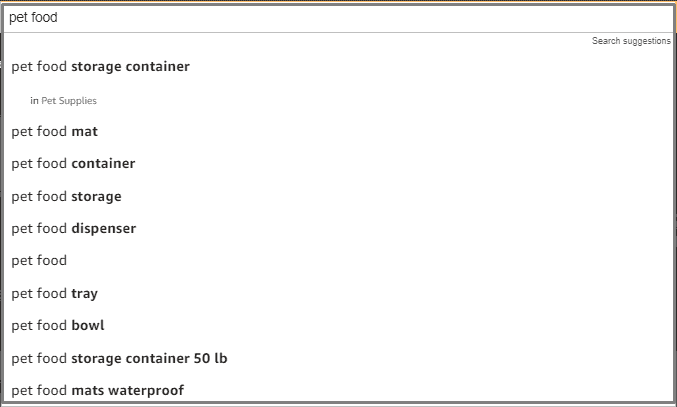 pet food
Search suggestions
pet food storage container
in Pet Supplies
pet food mat
pet food container
pet food storage
pet food dispenser
pet food
pet food tray
pet food bowl
pet food storage container 50 lb
pet food mats waterproof